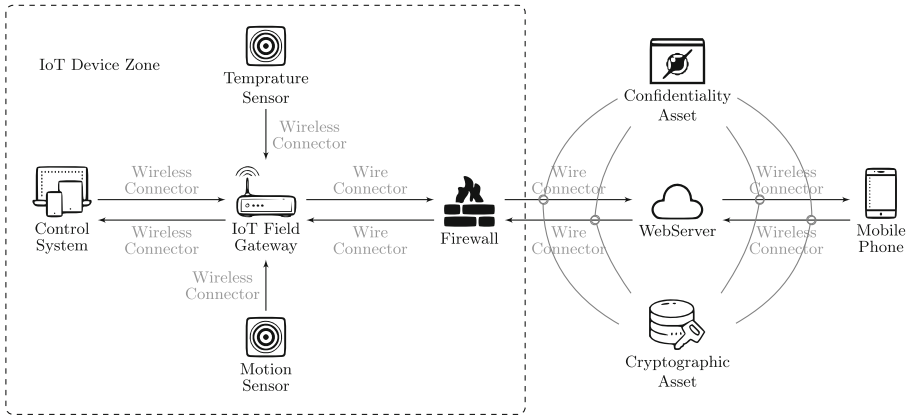 IoT Device Zone
Temprature
Sensor
Wireless
Connector
Confidentiality
Asset
Wireless
Connector
Wire
Connector
Wire
Connector
Wireless
Connector
Control
System
Wireless
Connector
IoT Field
Gateway
Wire
Connector
Firewall
Wire
Connector
WebServer
Wireless
Connector
Mobile
Phone
Wireless
Connector
Motion
Sensor
Cryptographic
Asset